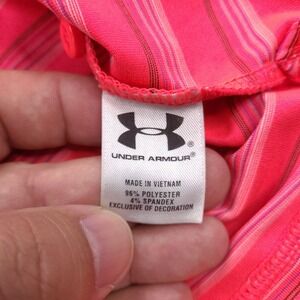 UNDER ARMOUR®
MADE IN VIETNAM
96% POLYESTER
4% SPANDEX
EXCLUSIVE OF DECORATION